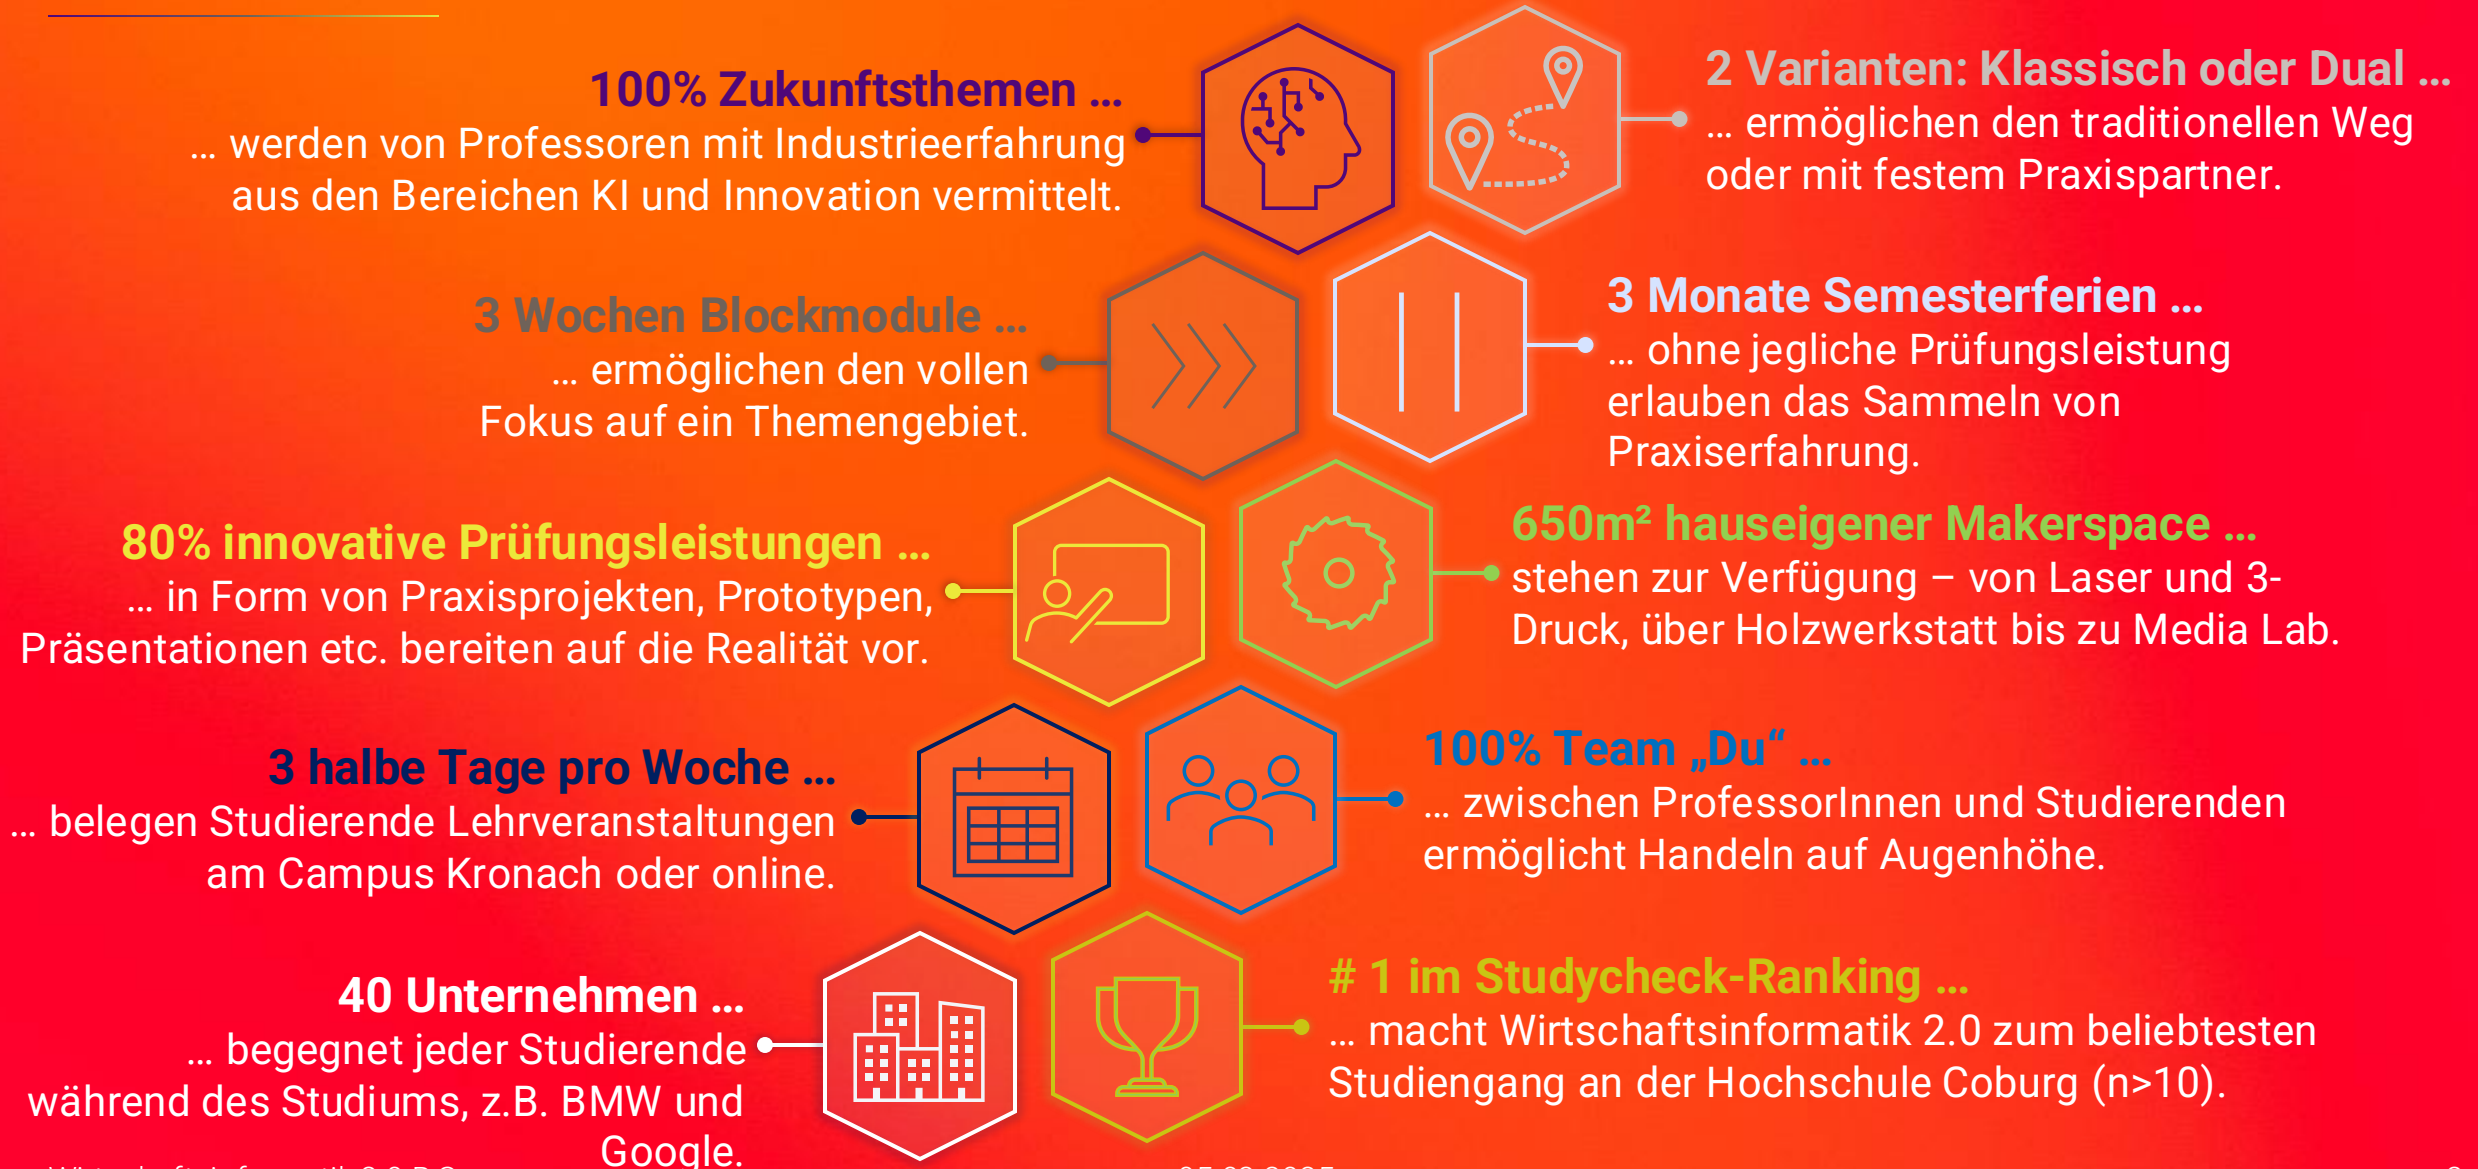 100% Zukunftsthemen …
… werden von Professoren mit Industrieerfahrung
aus den Bereichen KI und Innovation vermittelt.
2 Varianten: Klassisch oder Dual …
… ermöglichen den traditionellen Weg
oder mit festem Praxispartner.
3 Wochen Blockmodule …
… ermöglichen den vollen
Fokus auf ein Themengebiet.
3 Monate Semesterferien …
… ohne jegliche Prüfungsleistung
erlauben das Sammeln von
Praxiserfahrung.
80% innovative Prüfungsleistungen …
… in Form von Praxisprojekten, Prototypen,
Präsentationen etc. bereiten auf die Realität vor.
650m² hauseigener Makerspace …
stehen zur Verfügung – von Laser und 3-
Druck, über Holzwerkstatt bis zu Media Lab.
3 halbe Tage pro Woche …
… belegen Studierende Lehrveranstaltungen
am Campus Kronach oder online.
100% Team „Du“ …
… zwischen ProfessorInnen und Studierenden
ermöglicht Handeln auf Augenhöhe.
40 Unternehmen …
… begegnet jeder Studierende
während des Studiums, z.B. BMW und
Google.
# 1 im Studycheck-Ranking …
… macht Wirtschaftsinformatik 2.0 zum beliebtesten
Studiengang an der Hochschule Coburg (n>10).